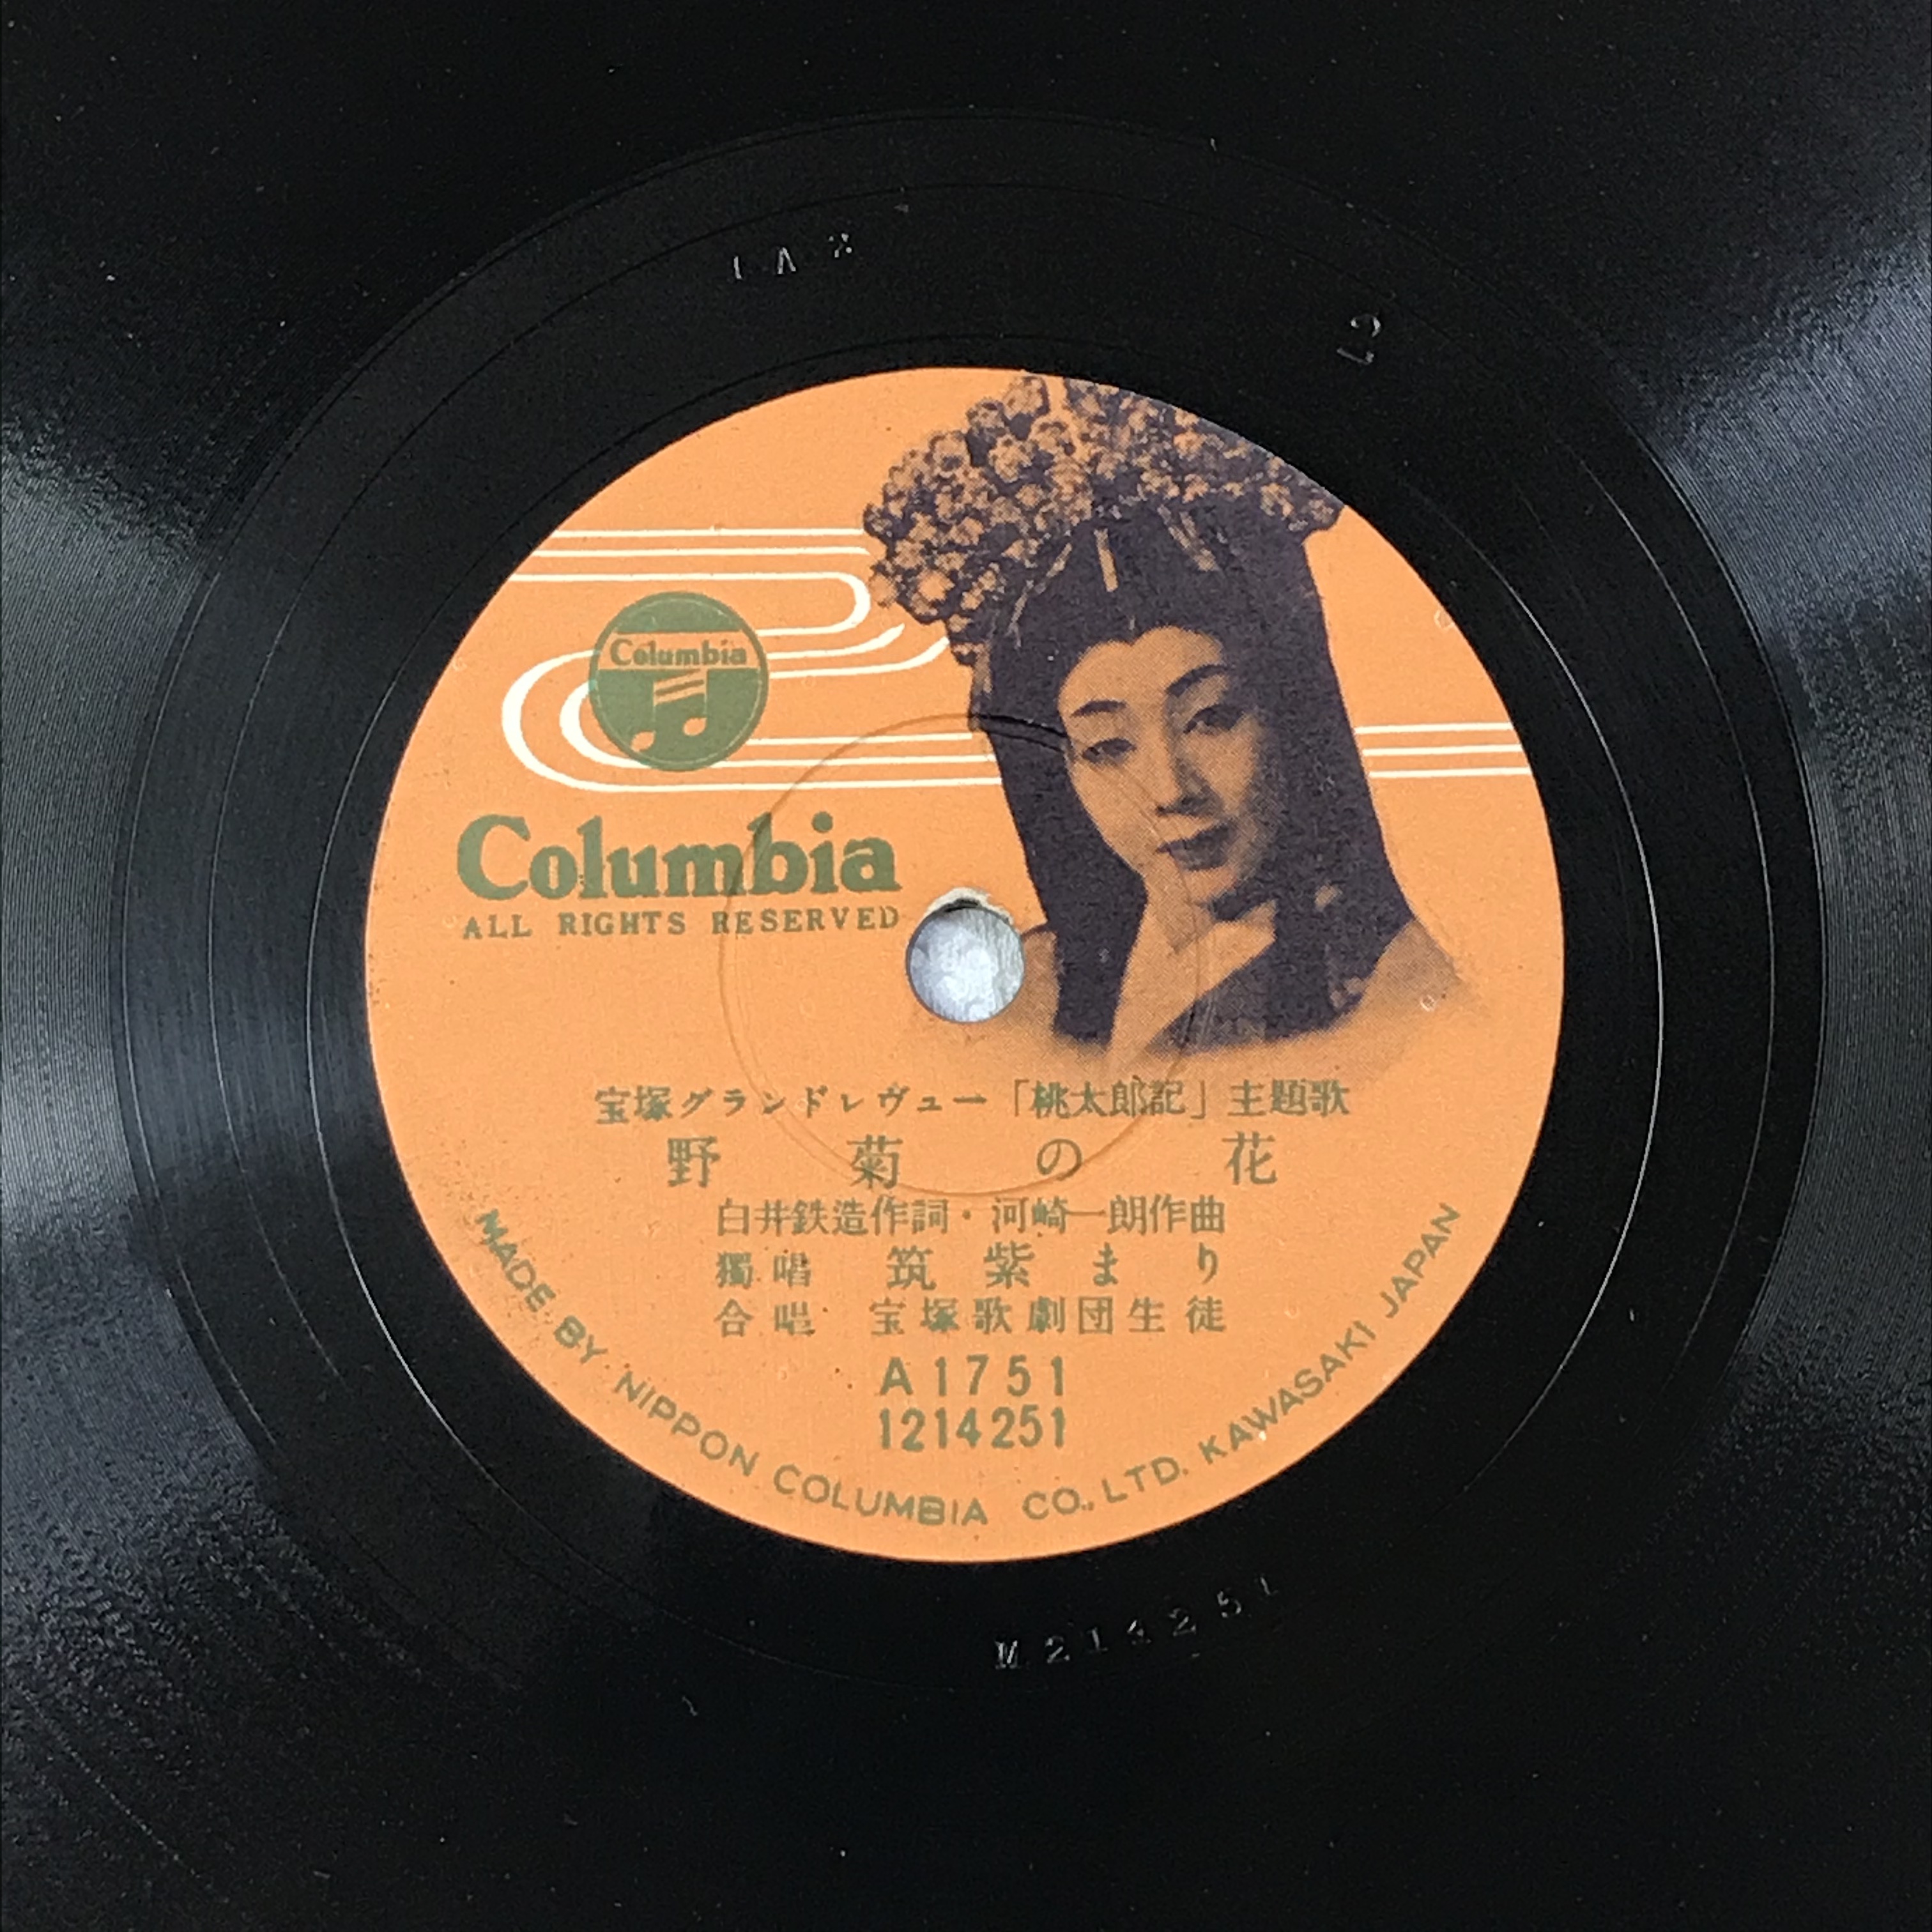 1A2
Columbia
Columbia
ALL RIGHTS RESERVED
宝塚グランドレヴュー「桃太郎記」主題歌
野菊の花
白井鉄造作詞・河崎一朗作曲
獨唱 筑紫まり
合唱 宝塚歌劇団生徒
A1751
1214251
MADE BY NIPPON COLUMBIA CO., LTD. KAWASAKI JAPAN
M214251